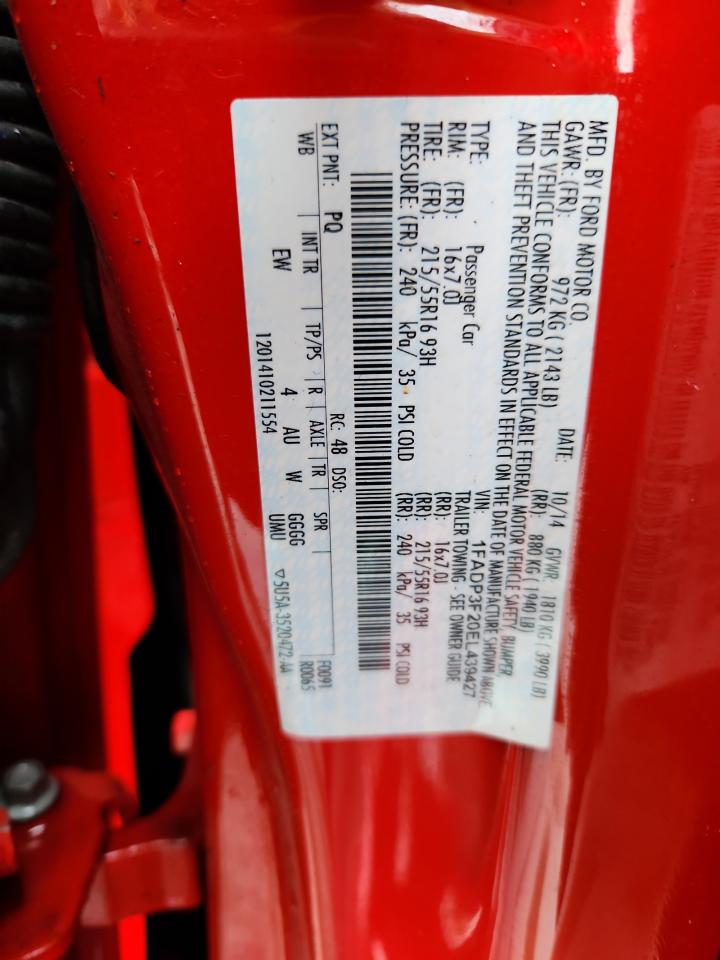 MFD. BY FORD MOTOR CO. DATE: 10/14 GVWR: 1810 KG ( 3990 LB)
GAWR: (FR): 972 KG ( 2143 LB) (RR): 880 KG ( 1940 LB)
THIS VEHICLE CONFORMS TO ALL APPLICABLE FEDERAL MOTOR VEHICLE SAFETY, BUMPER,
AND THEFT PREVENTION STANDARDS IN EFFECT ON THE DATE OF MANUFACTURE SHOWN ABOVE.
VIN: 1FADP3F20EL439427
TYPE: Passenger Car TRAILER TOWING - SEE OWNER GUIDE
RIM: (FR): 16x7.0J (RR): 16x7.0J
TIRE: (FR): 215/55R16 93H (RR): 215/55R16 93H
PRESSURE: (FR): 240 kPa/ 35 PSI COLD (RR): 240 kPa/ 35 PSI COLD
EXT PNT: PQ RC: 48 DSO: F0091
WB INT TR TP/PS R AXLE TR SPR R0065
EW 4 AU W GGGG
UMU
1201410211554 ▽5U5A-3520472-AA